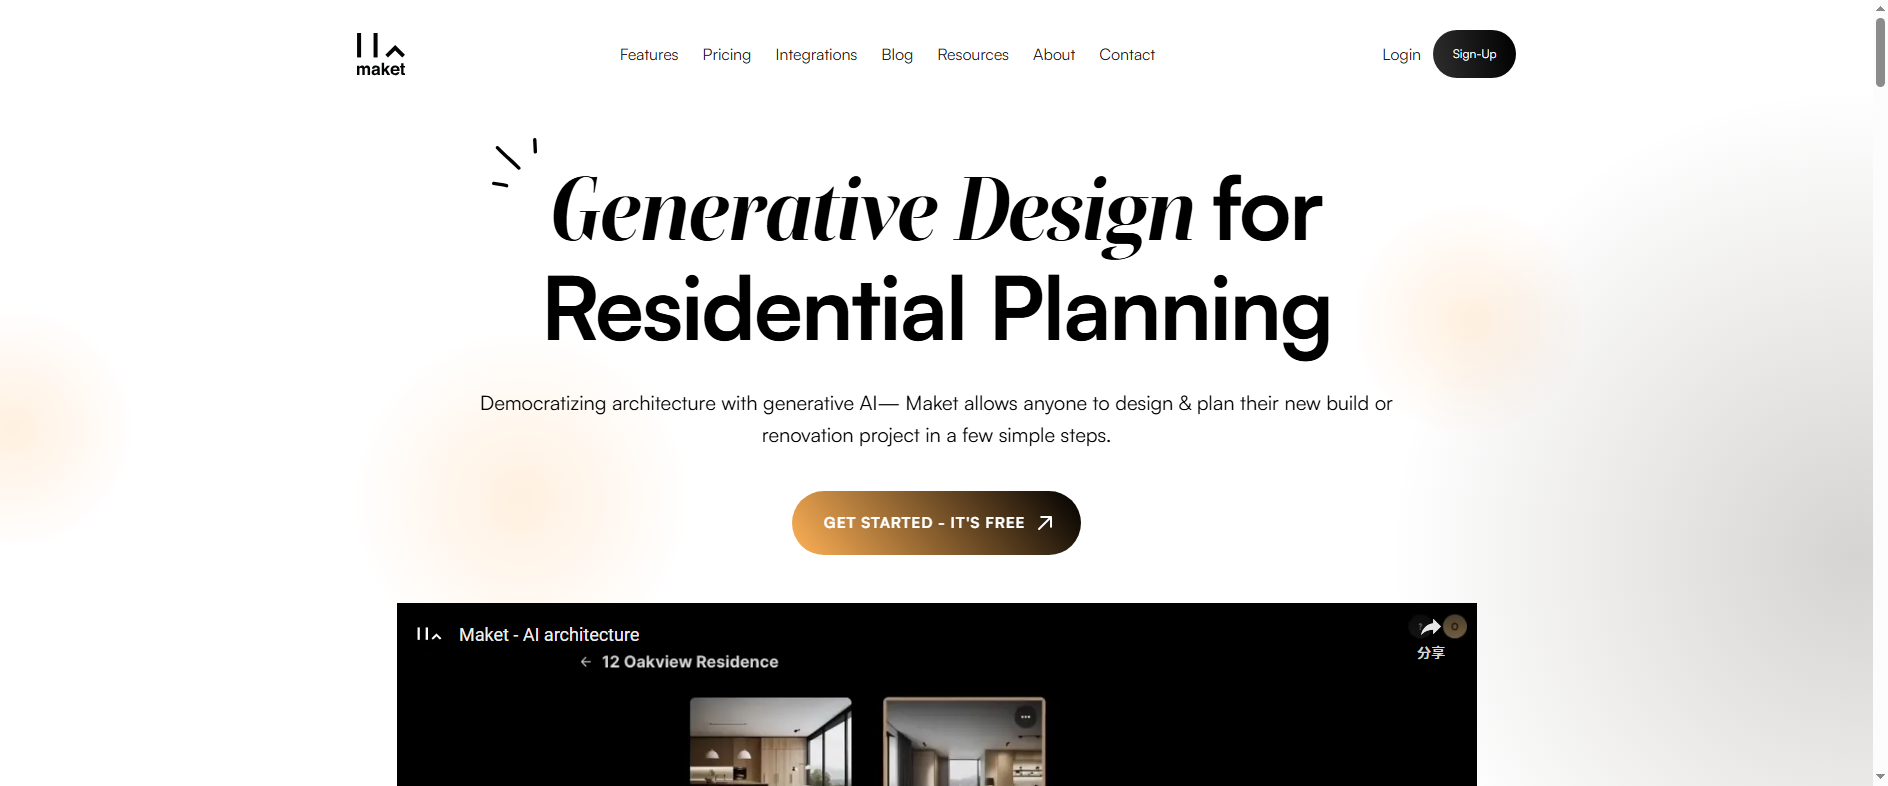 maket
Features Pricing Integrations Blog Resources About Contact
Login Sign-Up
Generative Design for
Residential Planning
Democratizing architecture with generative AI— Maket allows anyone to design & plan their new build or
renovation project in a few simple steps.
GET STARTED - IT'S FREE
Maket - AI architecture
分享
12 Oakview Residence